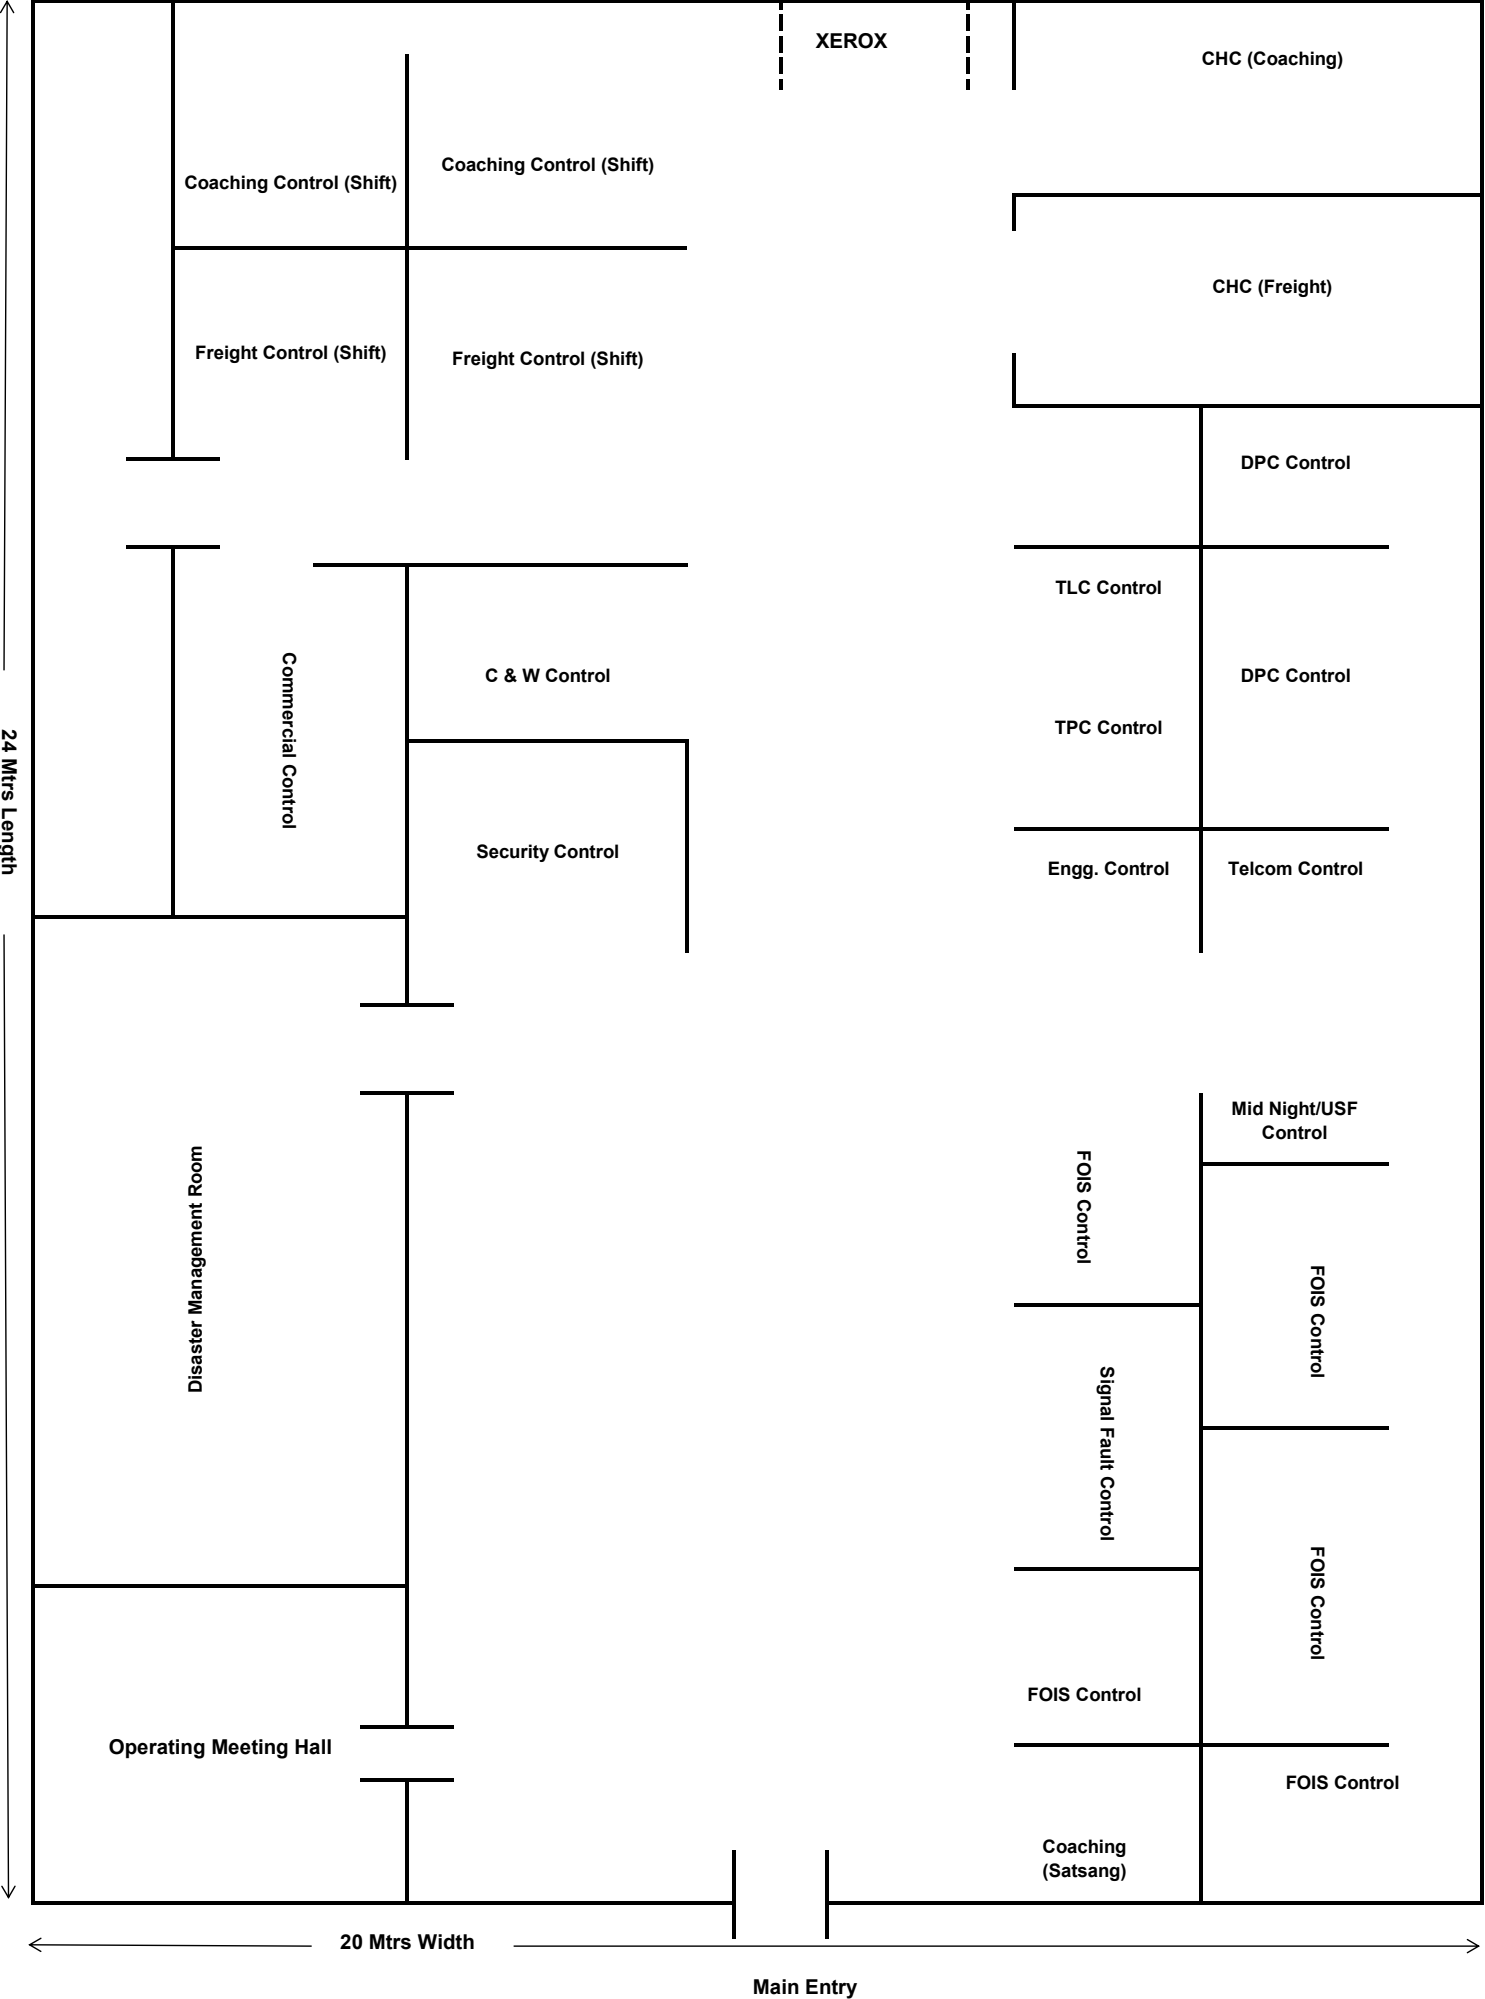 XEROX
CHC (Coaching)
Coaching Control (Shift)
Coaching Control (Shift)
CHC (Freight)
Freight Control (Shift)
Freight Control (Shift)
DPC Control
TLC Control
Commercial Control
C & W Control
DPC Control
TPC Control
24 Mtrs Length
Security Control
Engg. Control
Telcom Control
Mid Night/USF
Control
Disaster Management Room
FOIS Control
FOIS Control
Signal Fault Control
FOIS Control
FOIS Control
Operating Meeting Hall
FOIS Control
Coaching
(Satsang)
20 Mtrs Width
Main Entry